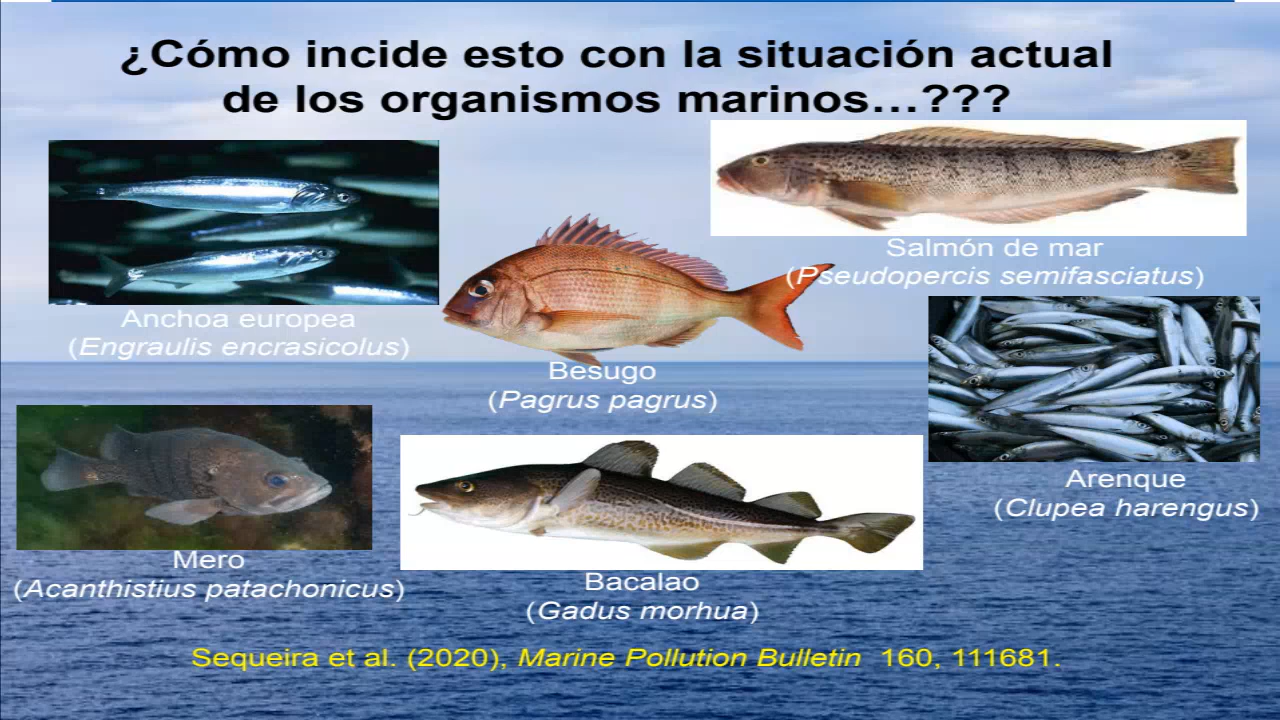 ¿Cómo incide esto con la situación actual
de los organismos marinos…???
Salmón de mar
(Pseudopercis semifasciatus)
Anchoa europea
(Engraulis encrasicolus)
Besugo
(Pagrus pagrus)
Arenque
(Clupea harengus)
Mero
(Acanthistius patachonicus)
Bacalao
(Gadus morhua)
Sequeira et al. (2020), Marine Pollution Bulletin 160, 111681.